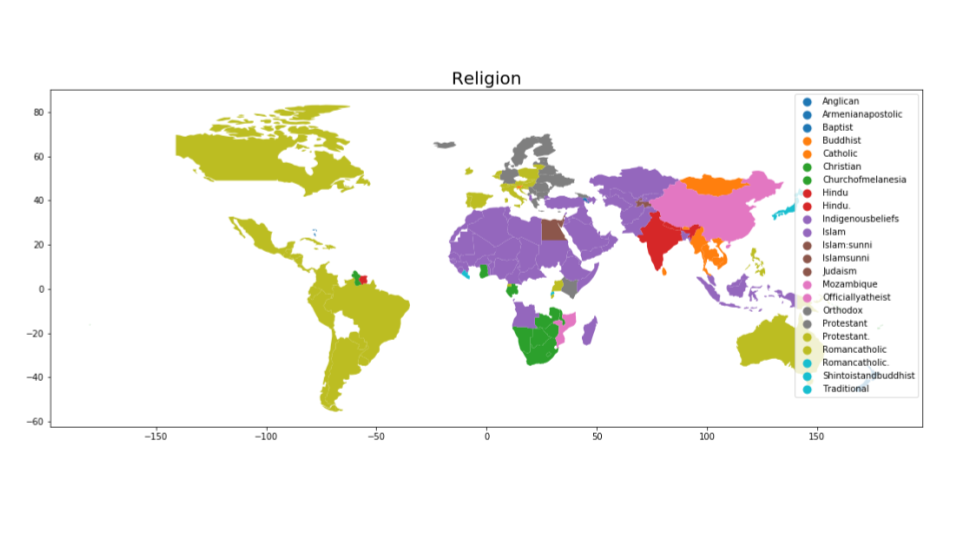 Religion
80
60
40
20
0
−20
−40
−60
−150
−100
−50
0
50
100
150
Anglican
Armenianapostolic
Baptist
Buddhist
Catholic
Christian
Churchofmelanesia
Hindu
Hindu.
Indigenousbeliefs
Islam
Islam:sunni
Islamsunni
Judaism
Mozambique
Officiallyatheist
Orthodox
Protestant
Protestant.
Romancatholic
Romancatholic.
Shintoistandbuddhist
Traditional